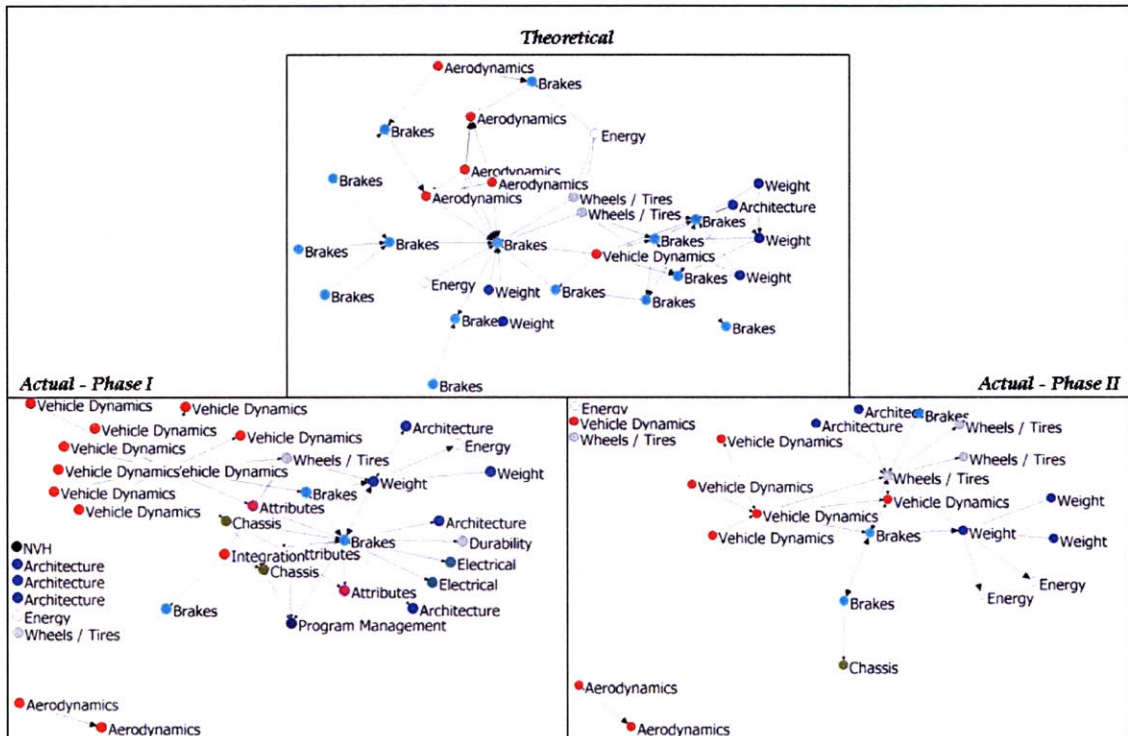 Theoretical
Aerodynamics
Brakes
Aerodynamics
Brakes
Energy
Aerodynamics
Brakes
Aerodynamics
Weight
Aerodynamics
Wheels / Tires
Architecture
Wheels / Tires
Brakes
Brakes
Brakes
Brakes
Weight
Brakes
Vehicle Dynamics
Brakes
Weight
Energy
Weight
Brakes
Brakes
Brakes
Brakes
Weight
Brakes
Brakes
Actual - Phase I
Vehicle Dynamics
Vehicle Dynamics
Architecture
Vehicle Dynamics
Vehicle Dynamics
Energy
Vehicle Dynamics
Wheels / Tires
Vehicle Dynamics
ehicle Dynamics
Weight
Weight
Vehicle Dynamics
Brakes
Attributes
Vehicle Dynamics
Chassis
Architecture
Brakes
Durability
NVH
Integration
ttributes
Architecture
Chassis
Electrical
Architecture
Electrical
Architecture
Attributes
Energy
Brakes
Architecture
Wheels / Tires
Program Management
Aerodynamics
Aerodynamics
Actual - Phase II
Energy
Vehicle Dynamics
Wheels / Tires
Architect
Brakes
Architecture
Wheels / Tires
Vehicle Dynamics
Wheels / Tires
Wheels / Tires
Vehicle Dynamics
Vehicle Dynamics
Vehicle Dynamics
Weight
Vehicle Dynamics
Brakes
Weight
Weight
Energy
Energy
Brakes
Chassis
Aerodynamics
Aerodynamics